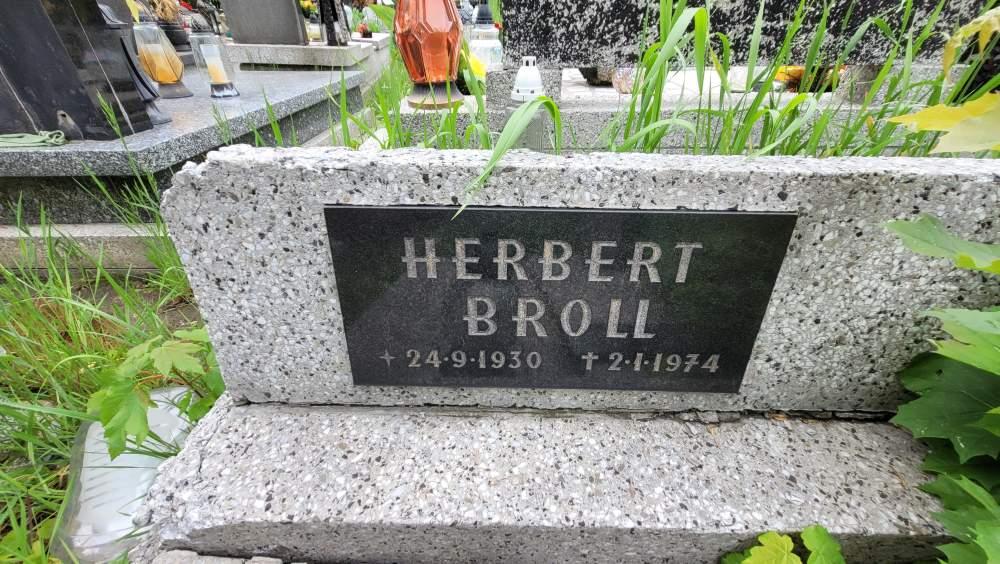 HERBERT
BROLL
✦ 24·9·1930 ✝ 2·1·1974